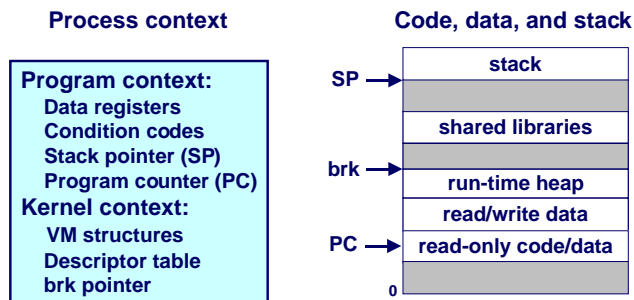 Process context
Program context:
Data registers
Condition codes
Stack pointer (SP)
Program counter (PC)
Kernel context:
VM structures
Descriptor table
brk pointer
Code, data, and stack
stack
SP
shared libraries
brk
run-time heap
read/write data
PC
read-only code/data
0